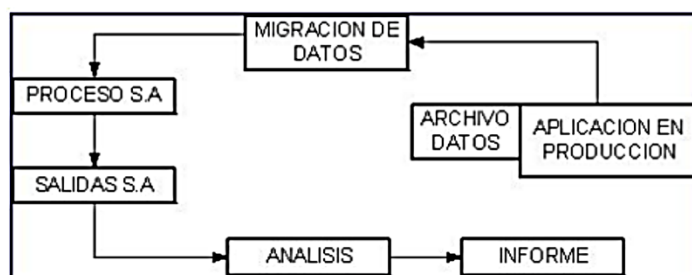 MIGRACION DE
DATOS
PROCESO S.A
ARCHIVO
DATOS
APLICACION EN
PRODUCCION
SALIDAS S.A
ANALISIS
INFORME